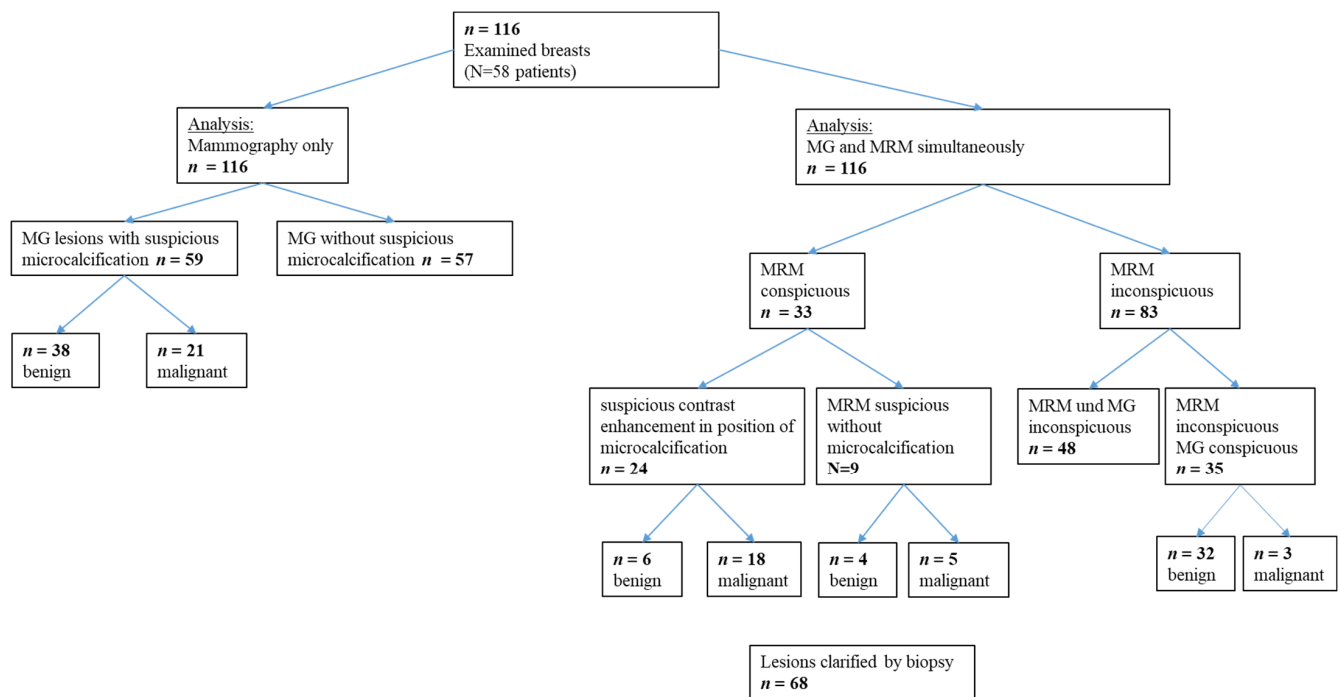 n = 116
Examined breasts
(N=58 patients)
Analysis:
Mammography only
n = 116
Analysis:
MG and MRM simultaneously
n = 116
MG lesions with suspicious
microcalcification n = 59
MG without suspicious
microcalcification n = 57
MRM
conspicuous
n = 33
MRM
inconspicuous
n = 83
n = 38
benign
n = 21
malignant
suspicious contrast
enhancement in position of
microcalcification
n = 24
MRM suspicious
without
microcalcification
N=9
MRM und MG
inconspicuous
n = 48
MRM
inconspicuous
MG conspicuous
n = 35
n = 6
benign
n = 18
malignant
n = 4
benign
n = 5
malignant
n = 32
benign
n = 3
malignant
Lesions clarified by biopsy
n = 68